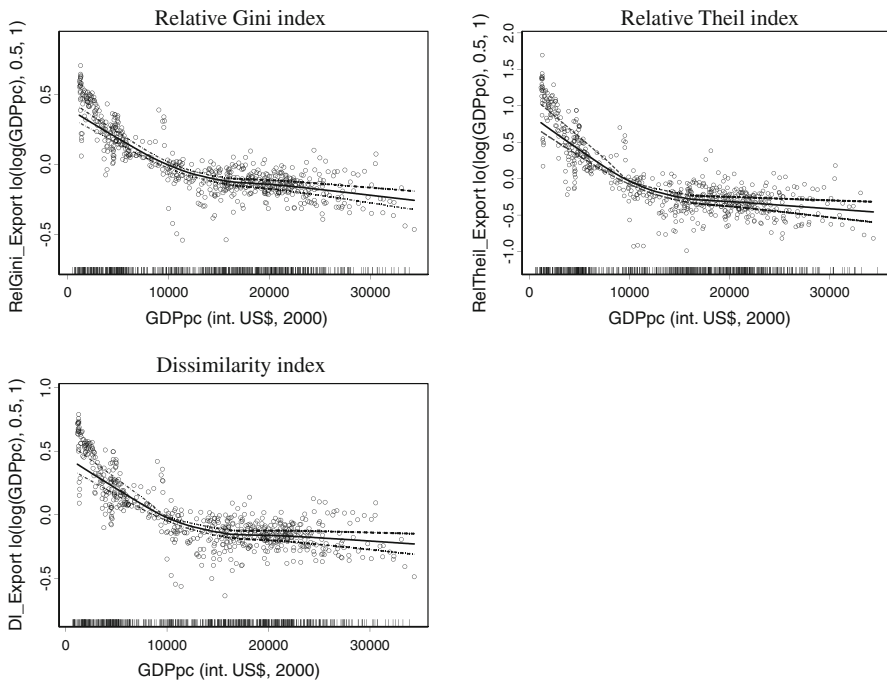 Relative Gini index
RelGini_Export lo(log(GDPpc), 0.5, 1)
0.5
0.0
-0.5
0 10000 20000 30000
GDPpc (int. US$, 2000)
Relative Theil index
RelTheil_Export lo(log(GDPpc), 0.5, 1)
2.0
1.5
1.0
0.5
-0.0
-0.5
-1.0
0 10000 20000 30000
GDPpc (int. US$, 2000)
Dissimilarity index
DI_Export lo(log(GDPpc), 0.5, 1)
1.0
0.5
0.0
-0.5
0 10000 20000 30000
GDPpc (int. US$, 2000)